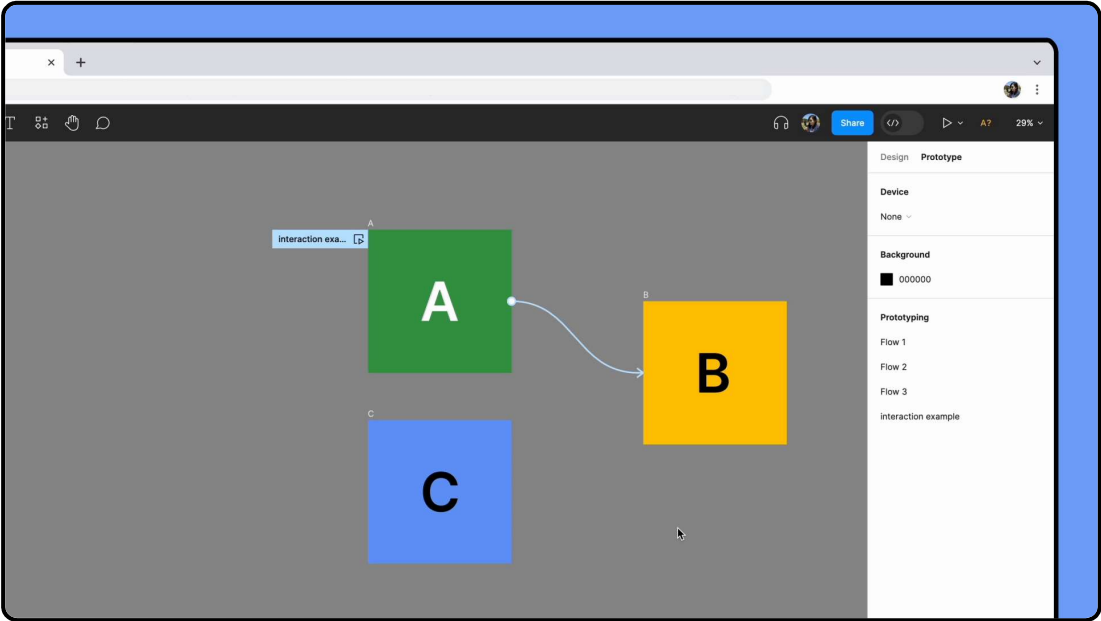 T
Share
A?
29%
Design Prototype
Device
None
Background
000000
Prototyping
Flow 1
Flow 2
Flow 3
interaction example
A
interaction exa...
A
B
B
C
C